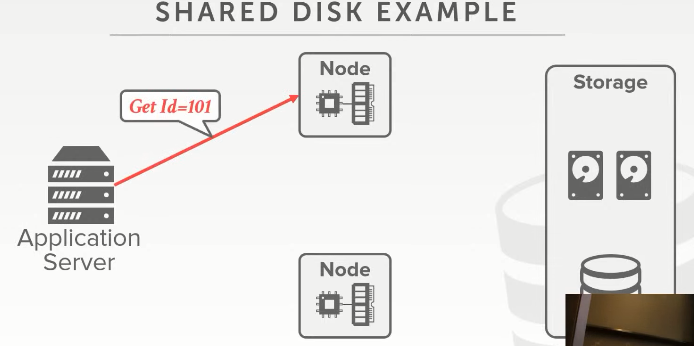 SHARED DISK EXAMPLE
Node
Storage
Get Id=101
Application
Server
Node